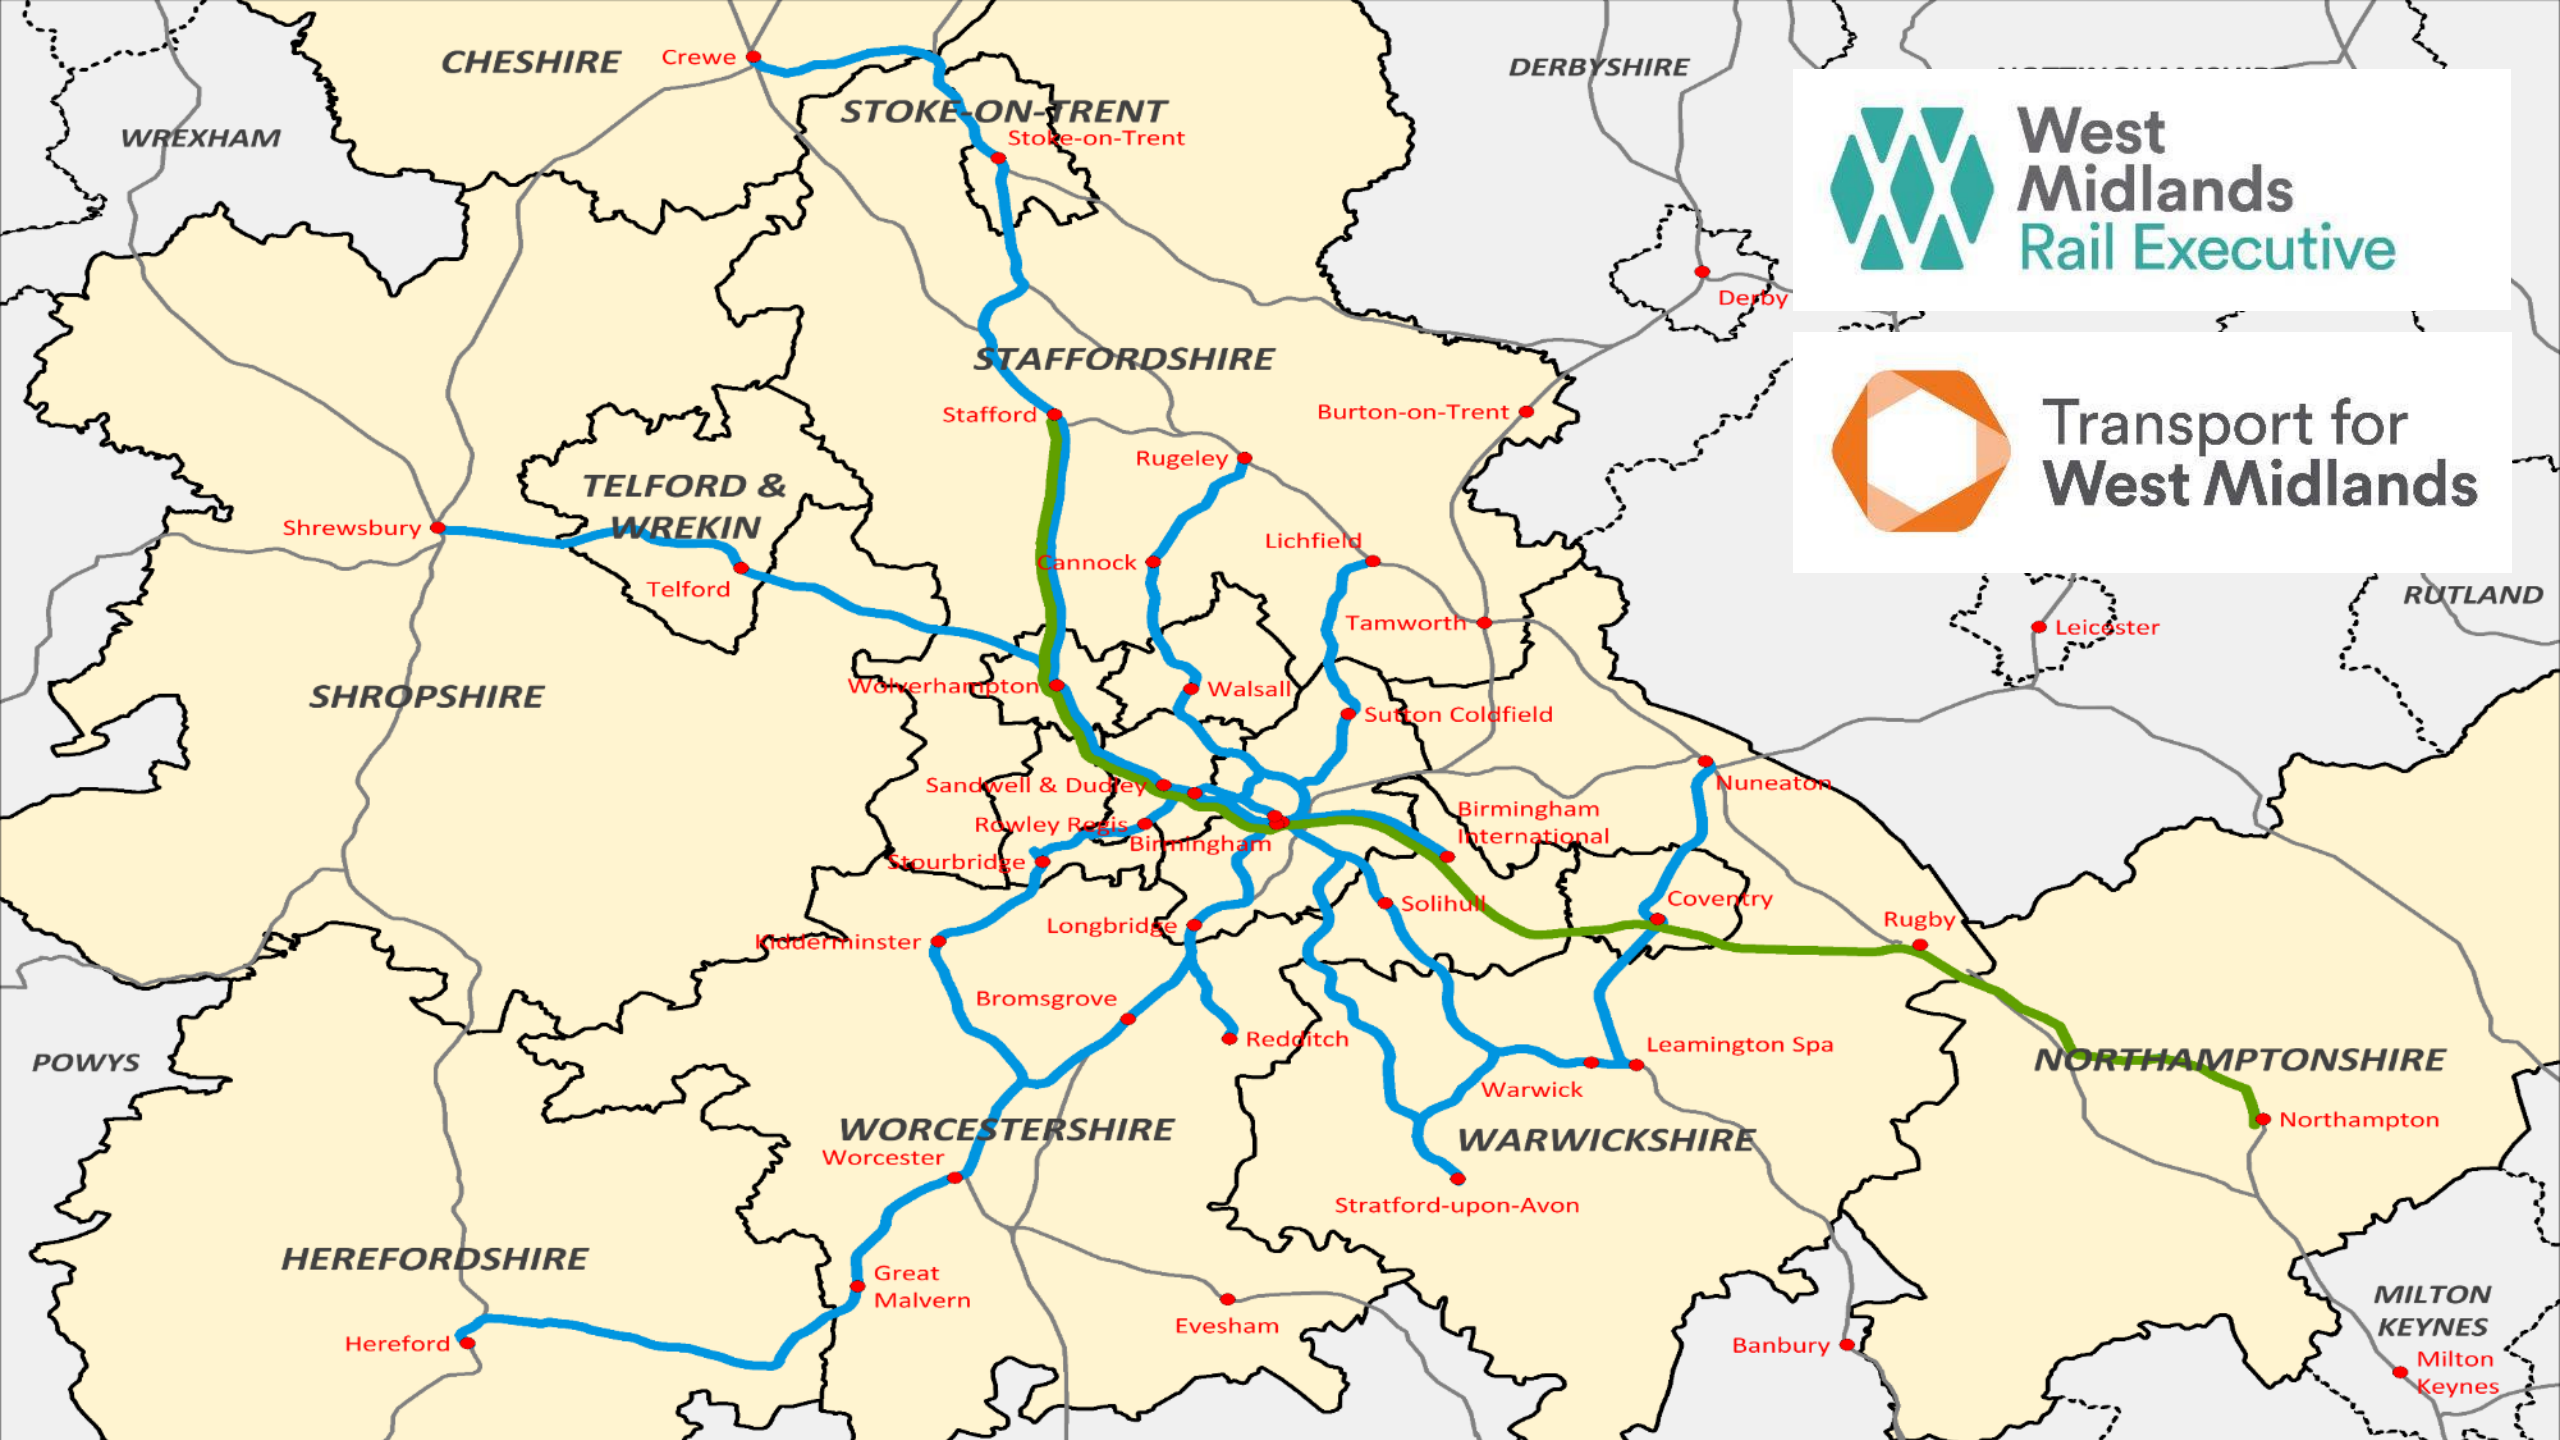 CHESHIRE
Crewe
DERBYSHIRE
STOKE-ON-TRENT
Stoke-on-Trent
WREXHAM
West
Midlands
Rail Executive
Derby
STAFFORDSHIRE
Stafford
Burton-on-Trent
Transport for
West Midlands
Rugeley
TELFORD &
WREKIN
Shrewsbury
Lichfield
Cannock
Telford
RUTLAND
Tamworth
Leicester
SHROPSHIRE
Wolverhampton
Walsall
Sutton Coldfield
Sandwell & Dudley
Nuneaton
Rowley Regis
Birmingham
Birmingham
International
Stourbridge
Solihull
Coventry
Rugby
Longbridge
Kidderminster
Bromsgrove
Redditch
Leamington Spa
POWYS
NORTHAMPTONSHIRE
Warwick
Northampton
WORCESTERSHIRE
WARWICKSHIRE
Worcester
Stratford-upon-Avon
HEREFORDSHIRE
Great
Malvern
MILTON
KEYNES
Evesham
Hereford
Banbury
Milton
Keynes